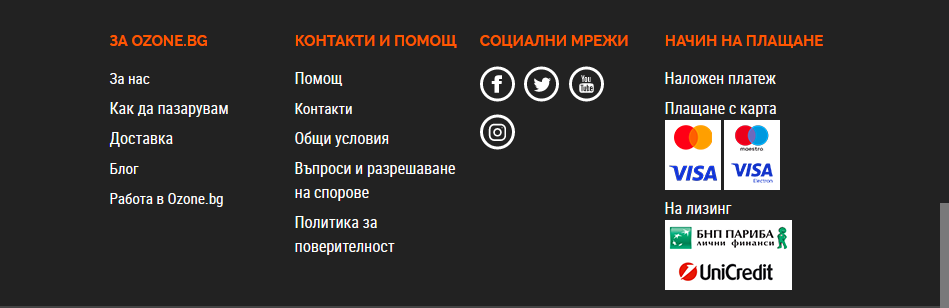 ЗА OZONE.BG
За нас
Как да пазарувам
Доставка
Блог
Работа в Ozone.bg
КОНТАКТИ И ПОМОЩ
Помощ
Контакти
Общи условия
Въпроси и разрешаване
на спорове
Политика за
поверителност
СОЦИАЛНИ МРЕЖИ
You
Tube
НАЧИН НА ПЛАЩАНЕ
Наложен платеж
Плащане с карта
maestro
VISA
VISA
Electron
На лизинг
БНП ПАРИБА
лични финанси
UniCredit